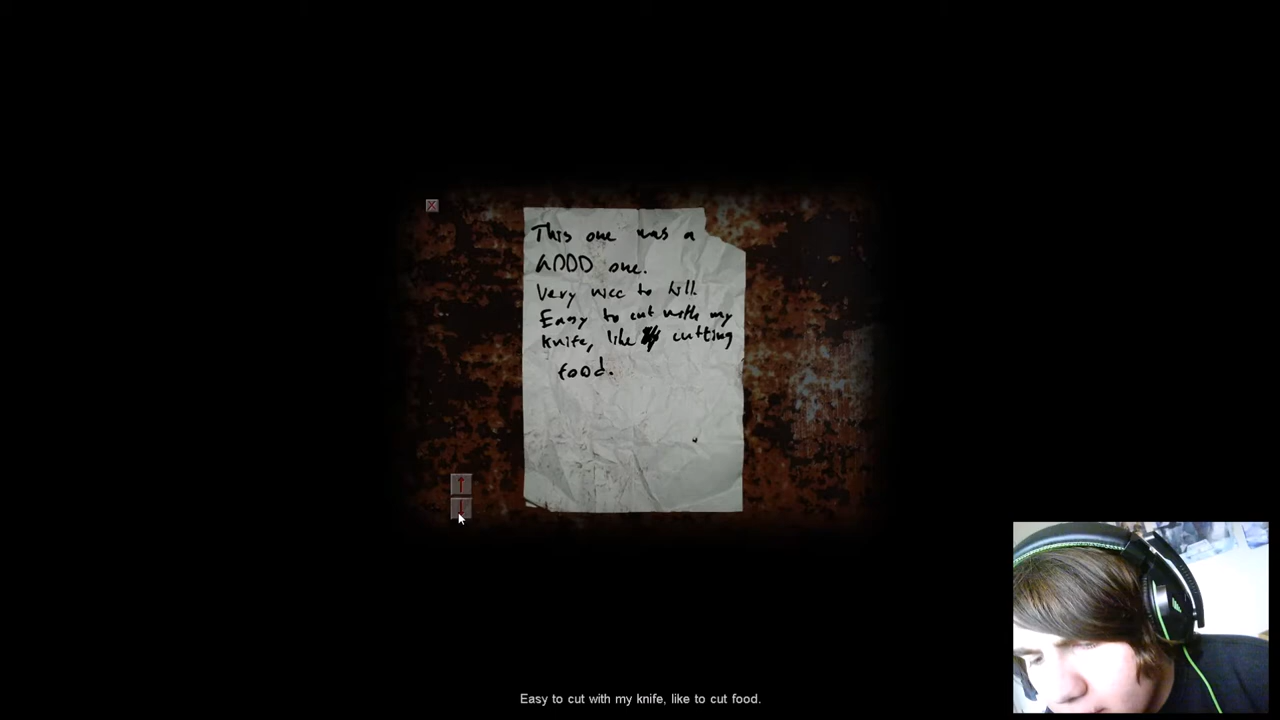 This one was a
GOOD one.
Very nice to kill.
Easy to cut with my
knife, like cutting
food.
Easy to cut with my knife, like to cut food.